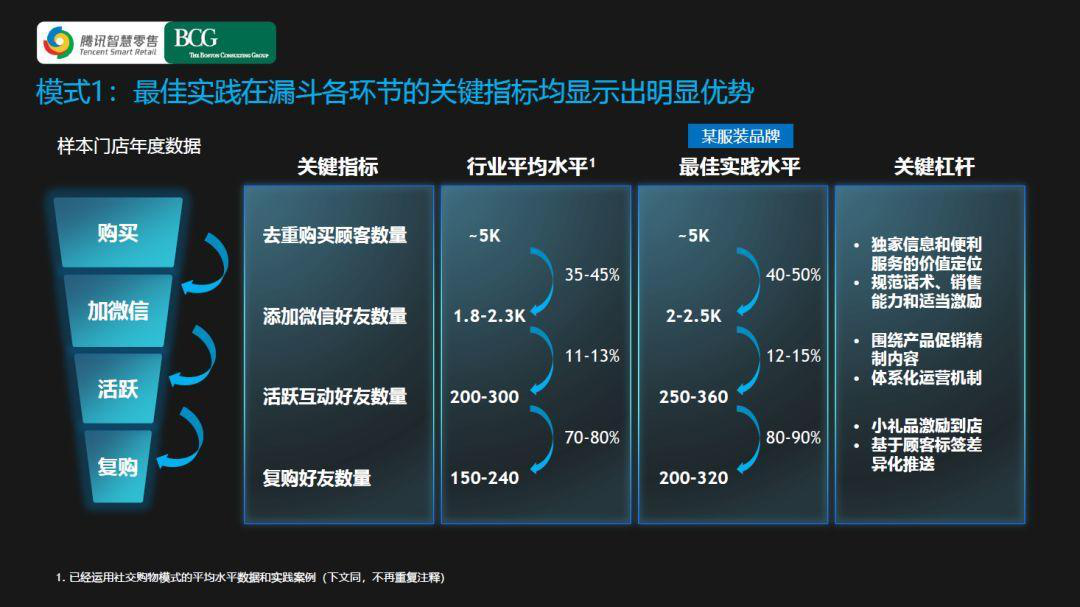 腾讯智慧零售
Tencent Smart Retail
BCG
THE BOSTON CONSULTING GROUP
模式1：最佳实践在漏斗各环节的关键指标均显示出明显优势
样本门店年度数据
某服装品牌
关键指标
行业平均水平1
最佳实践水平
关键杠杆
购买
加微信
活跃
复购
去重购买顾客数量
~5K
~5K
35-45%
40-50%
添加微信好友数量
1.8-2.3K
2-2.5K
11-13%
12-15%
活跃互动好友数量
200-300
250-360
70-80%
80-90%
复购好友数量
150-240
200-320
• 独家信息和便利
服务的价值定位
• 规范话术、销售
能力和适当激励
• 围绕产品促销精
制内容
• 体系化运营机制
• 小礼品激励到店
• 基于顾客标签差
异化推送
1. 已经运用社交购物模式的平均水平数据和实践案例（下文同，不再重复注释）